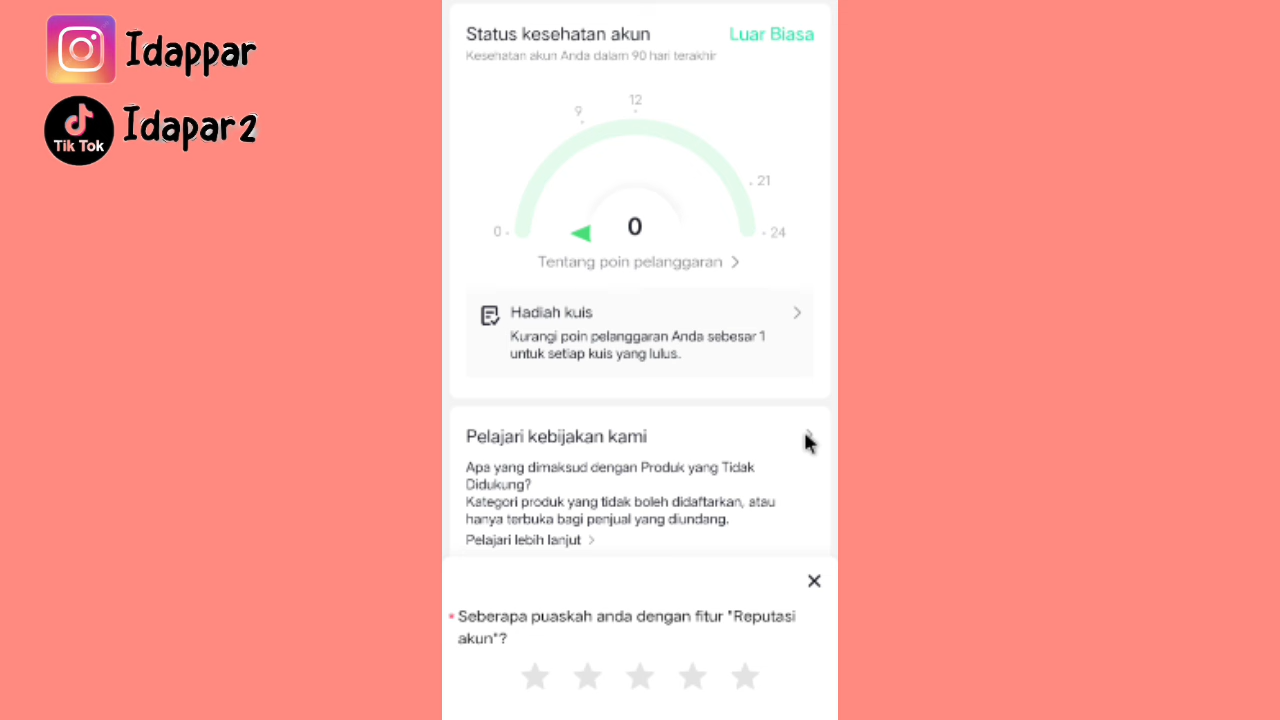 Idappar
Tik Tok
Idapar2
Status kesehatan akun
Luar Biasa
Kesehatan akun Anda dalam 90 hari terakhir
12
9
21
0
0
24
Tentang poin pelanggaran
Hadiah kuis
Kurangi poin pelanggaran Anda sebesar 1
untuk setiap kuis yang lulus.
Pelajari kebijakan kami
Apa yang dimaksud dengan Produk yang Tidak
Didukung?
Kategori produk yang tidak boleh didaftarkan, atau
hanya terbuka bagi penjual yang diundang.
Pelajari lebih lanjut
* Seberapa puaskah anda dengan fitur "Reputasi
akun"?